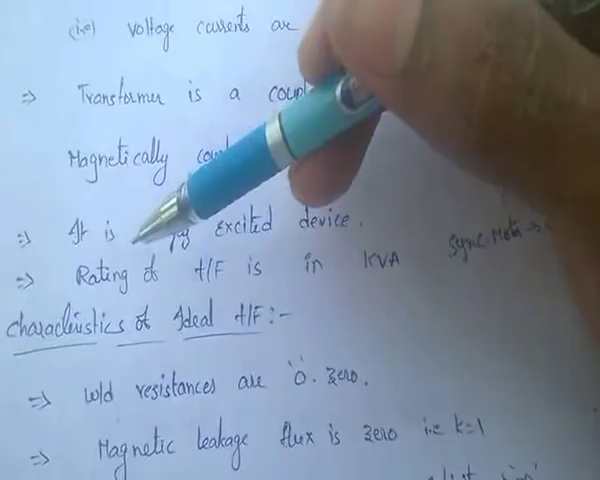 (i.e) voltage currents are
=> Transformer is a
Magnetically
=> It is excited device.
=> Rating of t/F is in KVA
characteristics of Ideal t/F:-
=> wd resistances are '0'. zero.
=> Magnetic leakage flux is zero i.e k=1